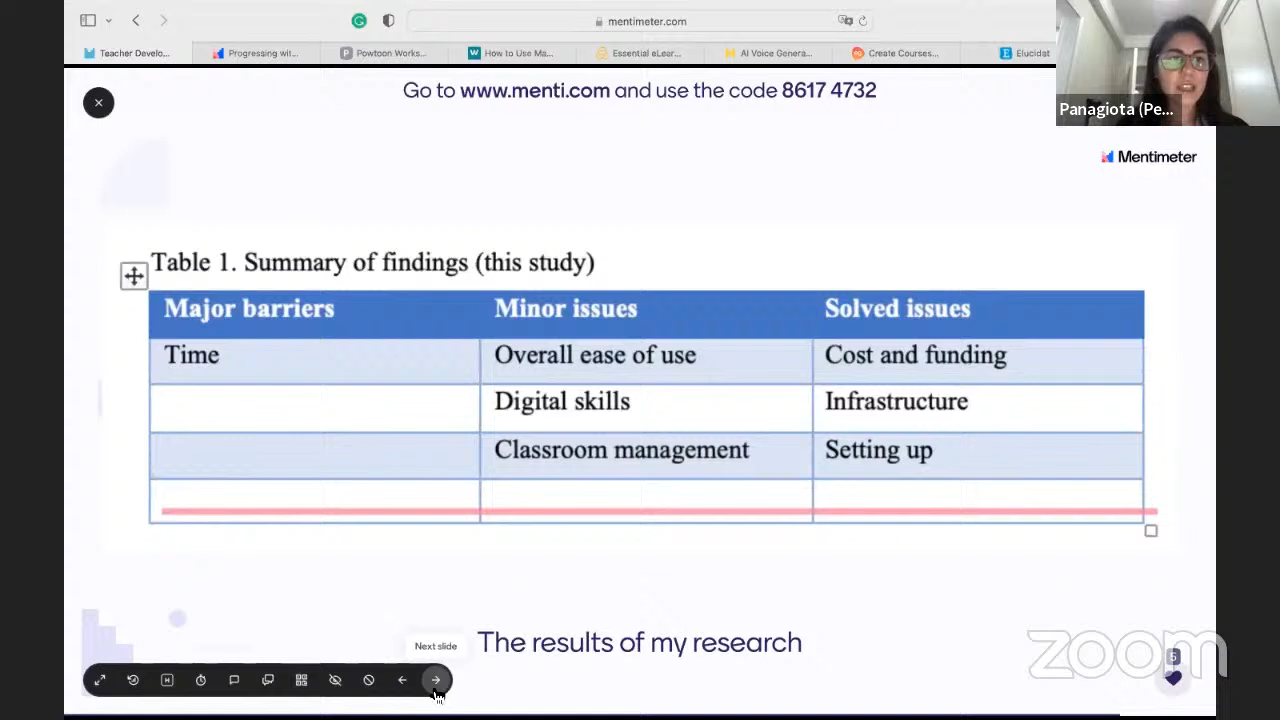 mentimeter.com
Teacher Develo...
Progressing wit...
Powtoon Works...
How to Use Ma...
Essential eLear...
AI Voice Genera...
Create Courses...
Elucidat
Go to www.menti.com and use the code 8617 4732
Panagiota (Pe...
Mentimeter
Table 1. Summary of findings (this study)
Major barriers Minor issues Solved issues
Time Overall ease of use Cost and funding
Digital skills Infrastructure
Classroom management Setting up
Next slide
The results of my research
zoom
5
H